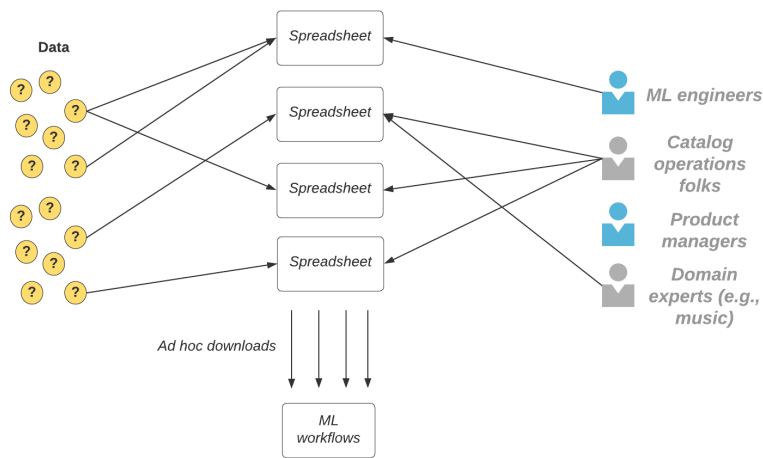 Data
?
?
?
?
?
?
?
?
?
?
?
?
?
?
Spreadsheet
Spreadsheet
Spreadsheet
Spreadsheet
Ad hoc downloads
ML
workflows
ML engineers
Catalog
operations
folks
Product
managers
Domain
experts (e.g.,
music)